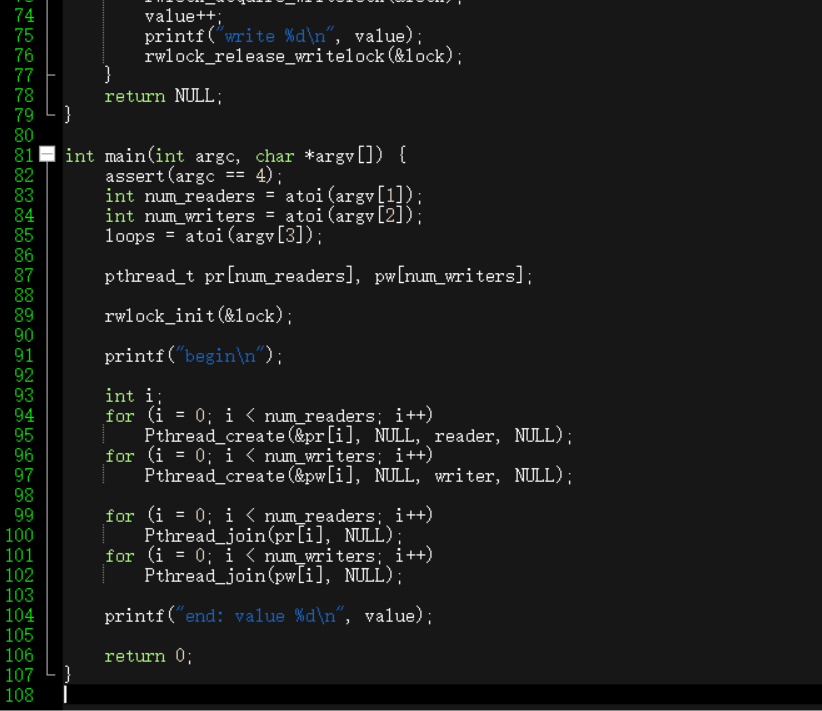 74 value++;
75 printf("write %d\n", value);
76 rwlock_release_writelock(&lock);
77 }
78 return NULL;
79 }
80
81 int main(int argc, char *argv[]) {
82 assert(argc == 4);
83 int num_readers = atoi(argv[1]);
84 int num_writers = atoi(argv[2]);
85 loops = atoi(argv[3]);
86
87 pthread_t pr[num_readers], pw[num_writers];
88
89 rwlock_init(&lock);
90
91 printf("begin\n");
92
93 int i;
94 for (i = 0; i < num_readers; i++)
95 Pthread_create(&pr[i], NULL, reader, NULL);
96 for (i = 0; i < num_writers; i++)
97 Pthread_create(&pw[i], NULL, writer, NULL);
98
99 for (i = 0; i < num_readers; i++)
100 Pthread_join(pr[i], NULL);
101 for (i = 0; i < num_writers; i++)
102 Pthread_join(pw[i], NULL);
103
104 printf("end: value %d\n", value);
105
106 return 0;
107 }
108